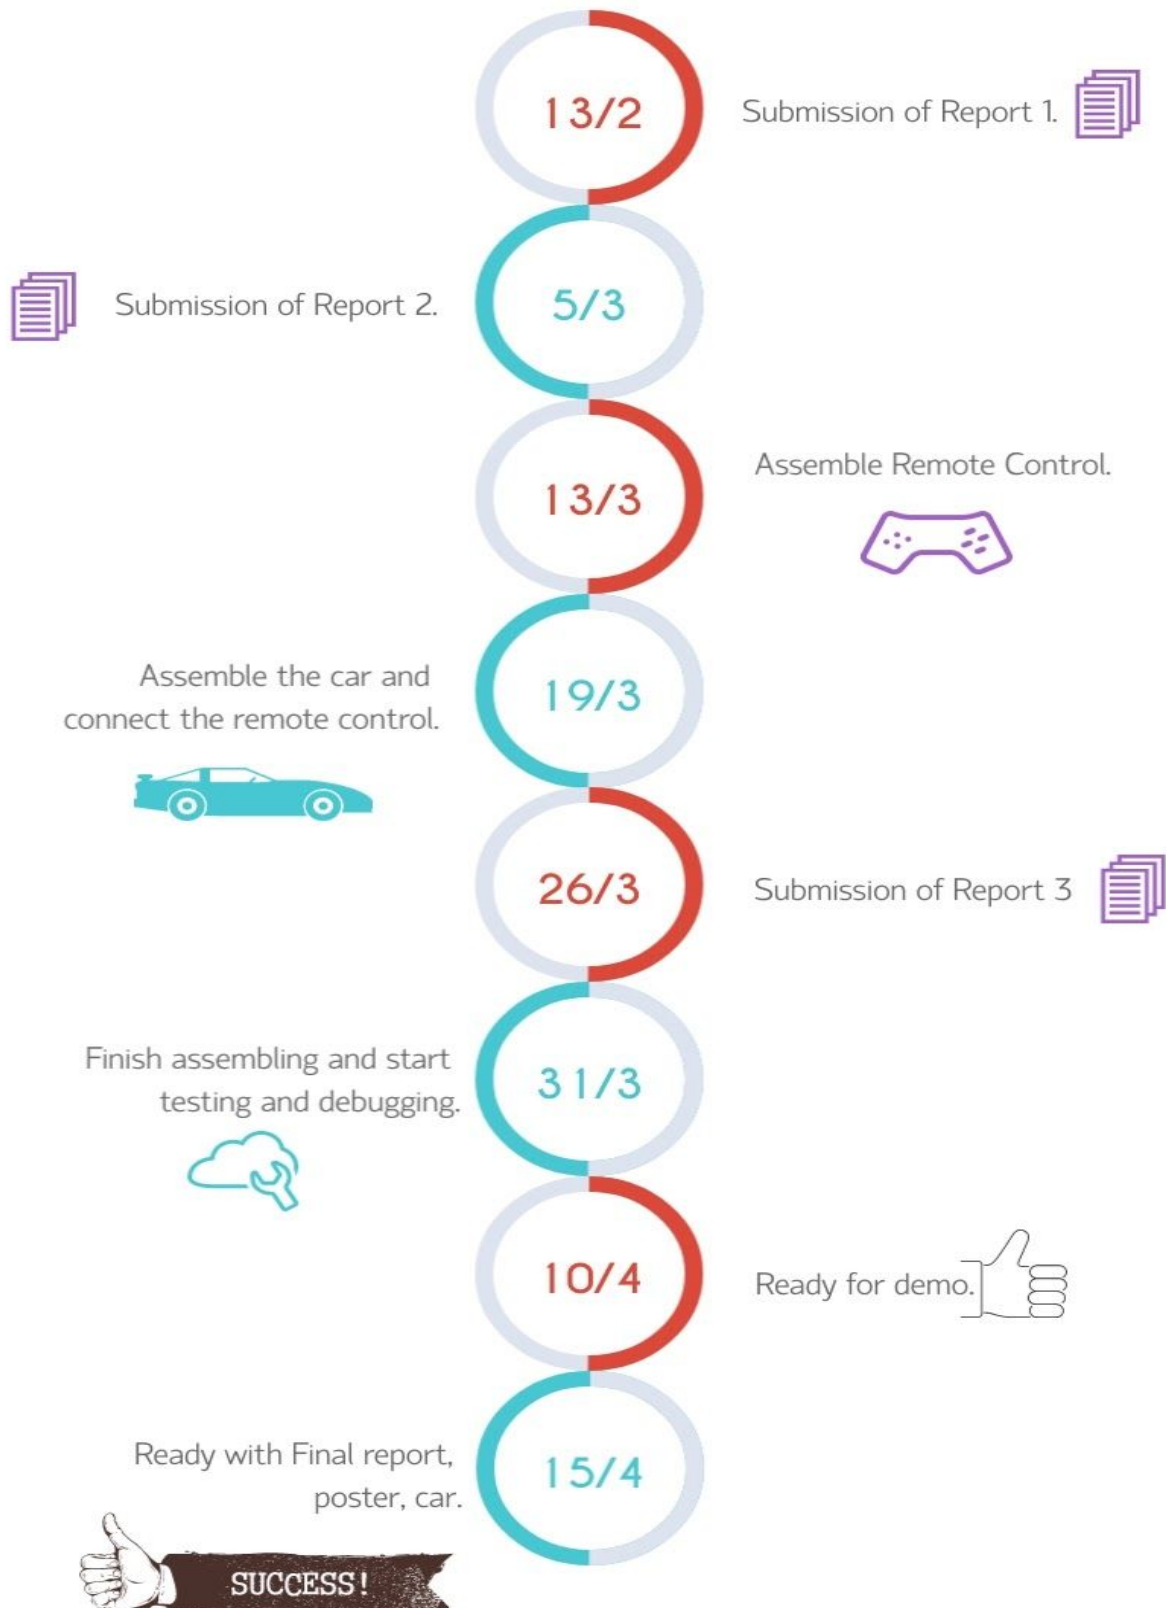 13/2
Submission of Report 1.
5/3
Submission of Report 2.
13/3
Assemble Remote Control.
19/3
Assemble the car and
connect the remote control.
26/3
Submission of Report 3
31/3
Finish assembling and start
testing and debugging.
10/4
Ready for demo.
15/4
Ready with Final report,
poster, car.
SUCCESS!